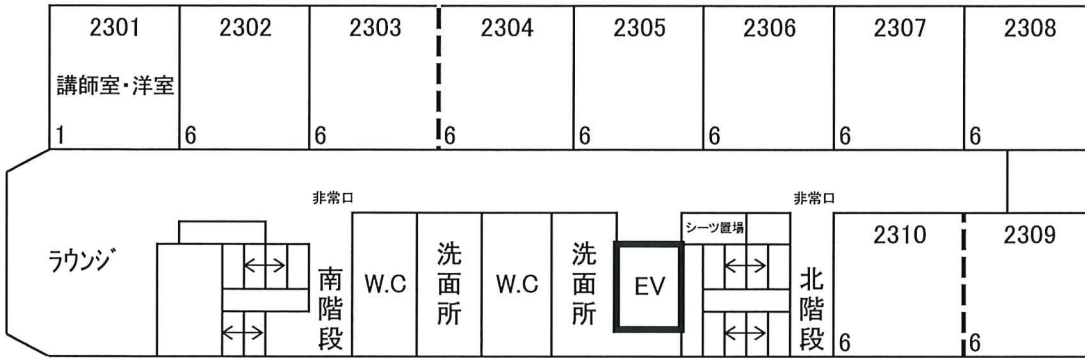 2301
2302
2303
2304
2305
2306
2307
2308
講師室・洋室
1
6
6
6
6
6
6
6
非常口
非常口
ラウンジ
南階段
W.C
洗面所
W.C
洗面所
EV
シーツ置場
北階段
2310
2309
6
6